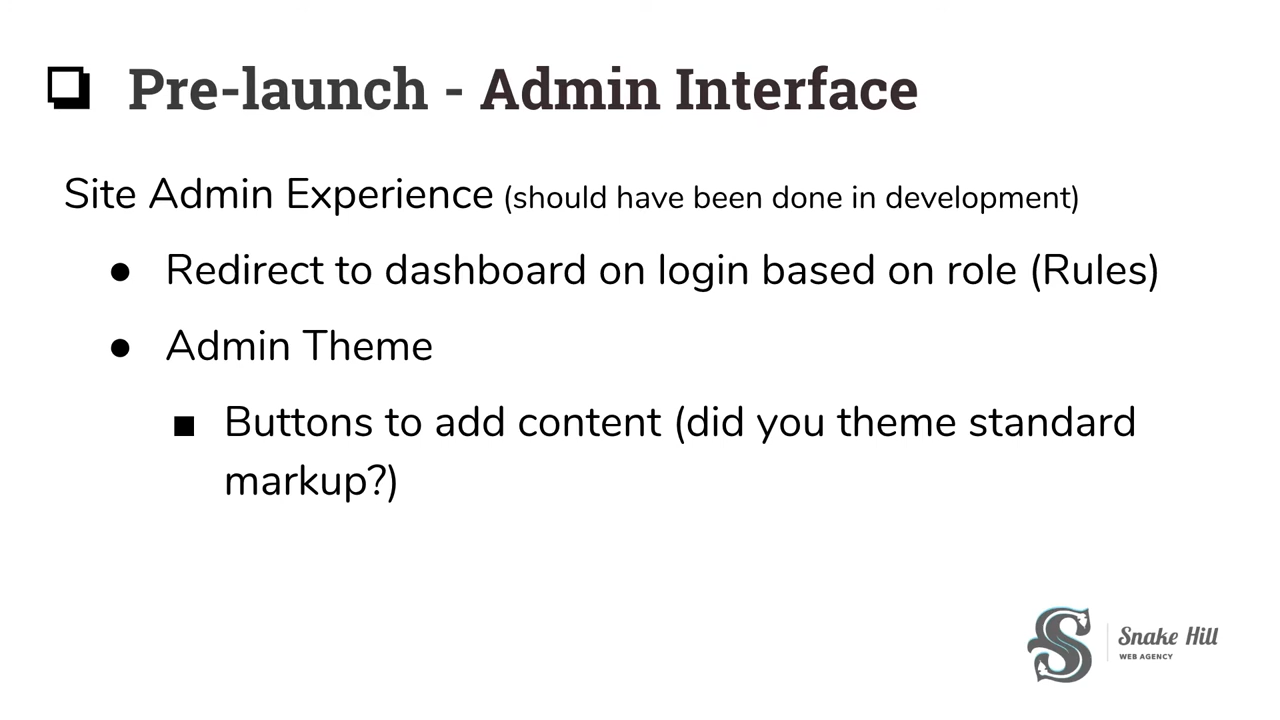 ❏ Pre-launch - Admin Interface
Site Admin Experience (should have been done in development)
● Redirect to dashboard on login based on role (Rules)
● Admin Theme
■ Buttons to add content (did you theme standard
markup?)
S
Snake Hill
WEB AGENCY